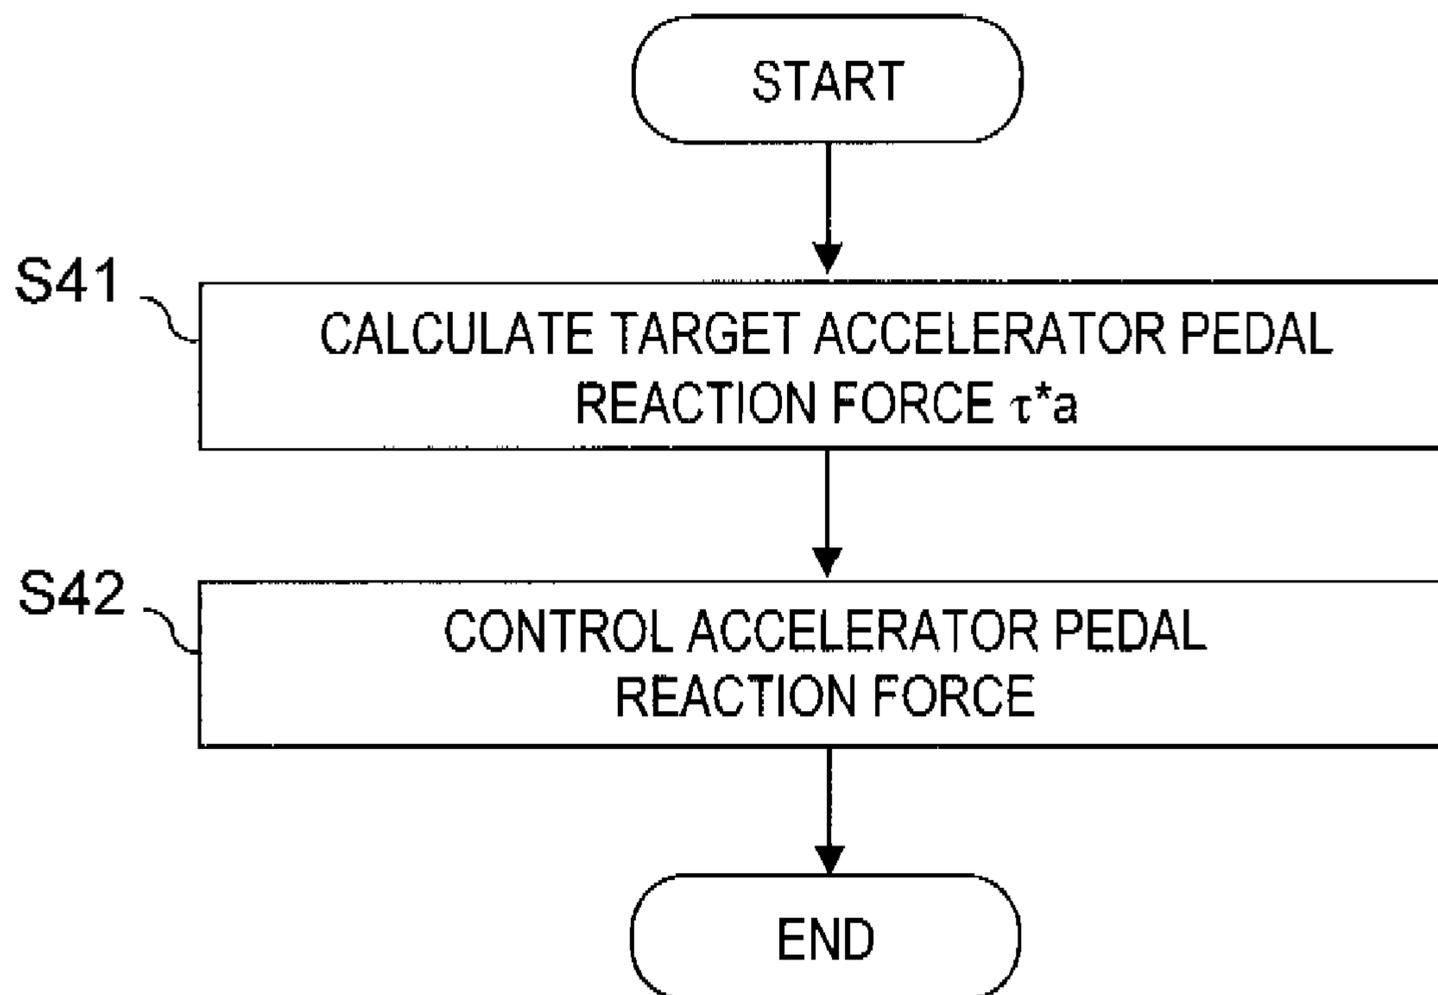 START
S41
CALCULATE TARGET ACCELERATOR PEDAL
REACTION FORCE τ*a
S42
CONTROL ACCELERATOR PEDAL
REACTION FORCE
END